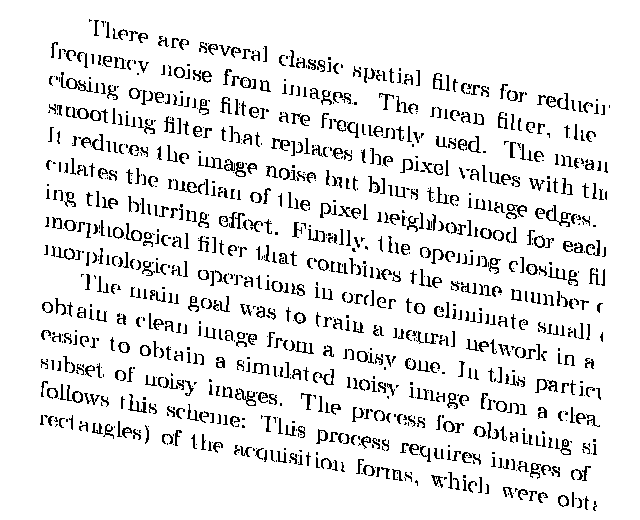 There are several classic spatial filters for reducin
frequency noise from images. The mean filter, the
closing opening filter are frequently used. The mean
smoothing filter that replaces the pixel values with the
It reduces the image noise but blurs the image edges.
culates the median of the pixel neighborhood for each
ing the blurring effect. Finally, the opening closing fil
morphological filter that combines the same number o
morphological operations in order to eliminate small
The main goal was to train a neural network in a
obtain a clean image from a noisy one. In this particu
easier to obtain a simulated noisy image from a clea
subset of noisy images. The process for obtaining si
follows this scheme: This process requires images of
rectangles) of the acquisition forms, which were obta